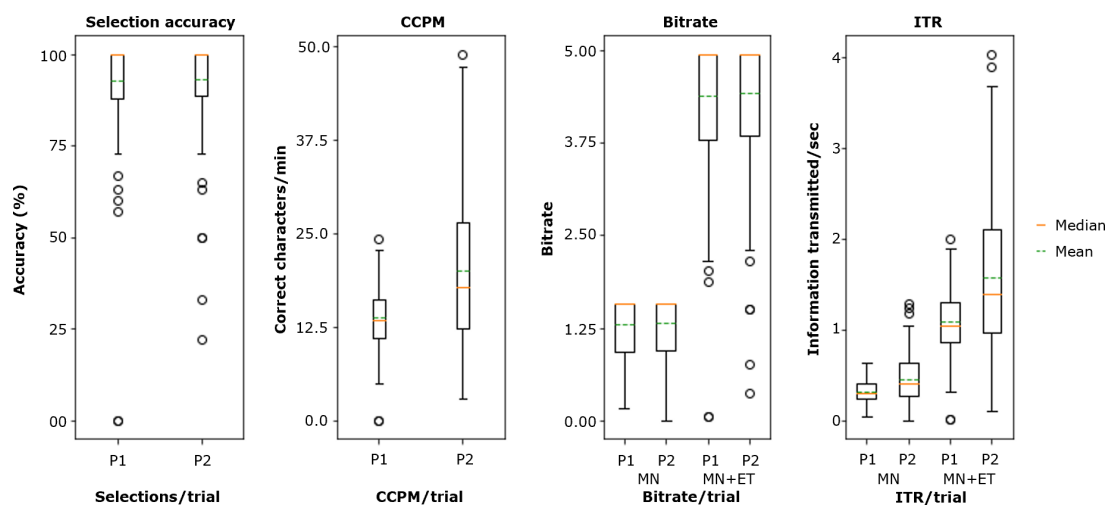 Selection accuracy
Accuracy (%)
100
75
50
25
00
P1 P2
Selections/trial
CCPM
Correct characters/min
50.0
37.5
25.0
12.5
0.0
P1 P2
CCPM/trial
Bitrate
Bitrate
5.00
3.75
2.50
1.25
0.00
P1 P2 P1 P2
MN MN+ET
Bitrate/trial
ITR
Information transmitted/sec
4
3
2
1
0
P1 P2 P1 P2
MN MN+ET
ITR/trial
Median
Mean